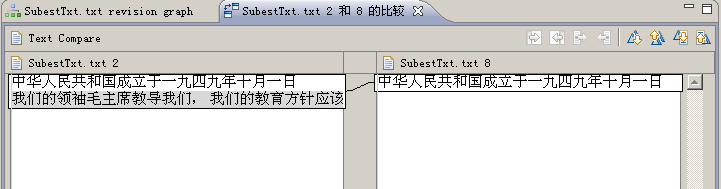 SubestTxt.txt revision graph
SubestTxt.txt 2 和 8 的比较
Text Compare
SubestTxt.txt 2
SubestTxt.txt 8
中华人民共和国成立于一九四九年十月一日
我们的领袖毛主席教导我们， 我们的教育方针应该
中华人民共和国成立于一九四九年十月一日